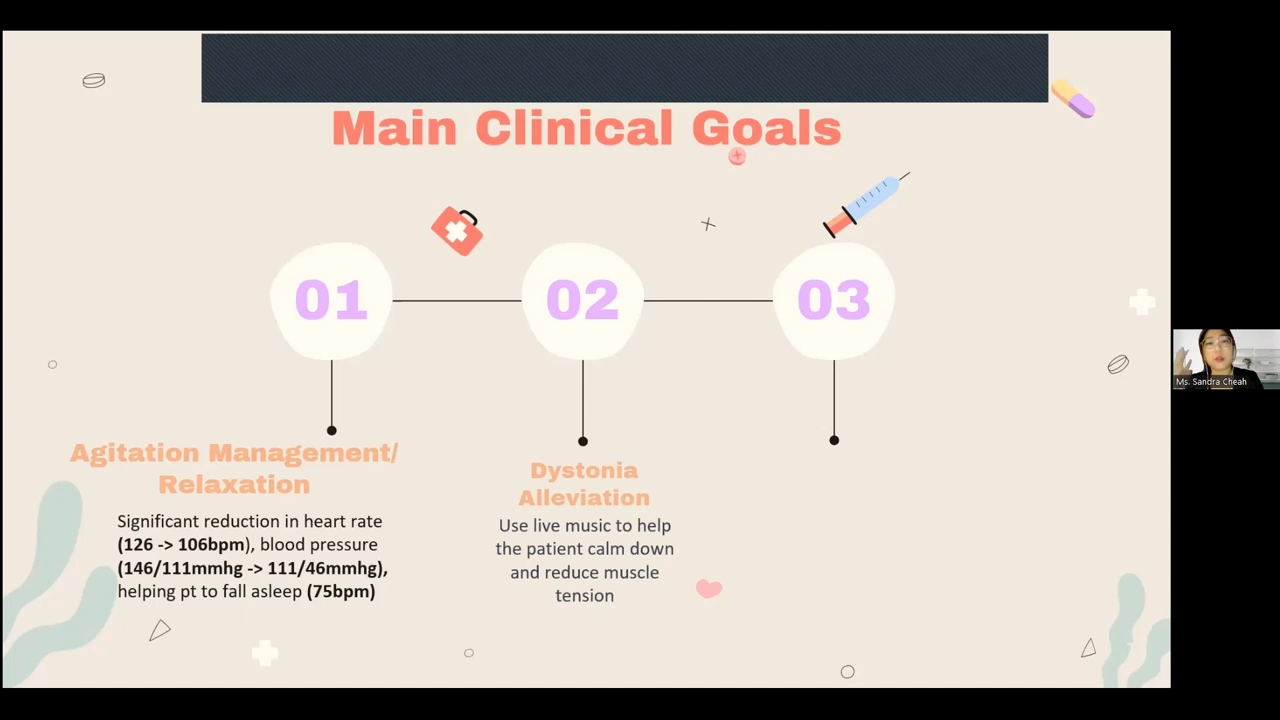 Main Clinical Goals
01
02
03
Agitation Management/
Relaxation
Significant reduction in heart rate
(126 -> 106bpm), blood pressure
(146/111mmhg -> 111/46mmhg),
helping pt to fall asleep (75bpm)
Dystonia
Alleviation
Use live music to help
the patient calm down
and reduce muscle
tension
Ms. Sandra Cheah